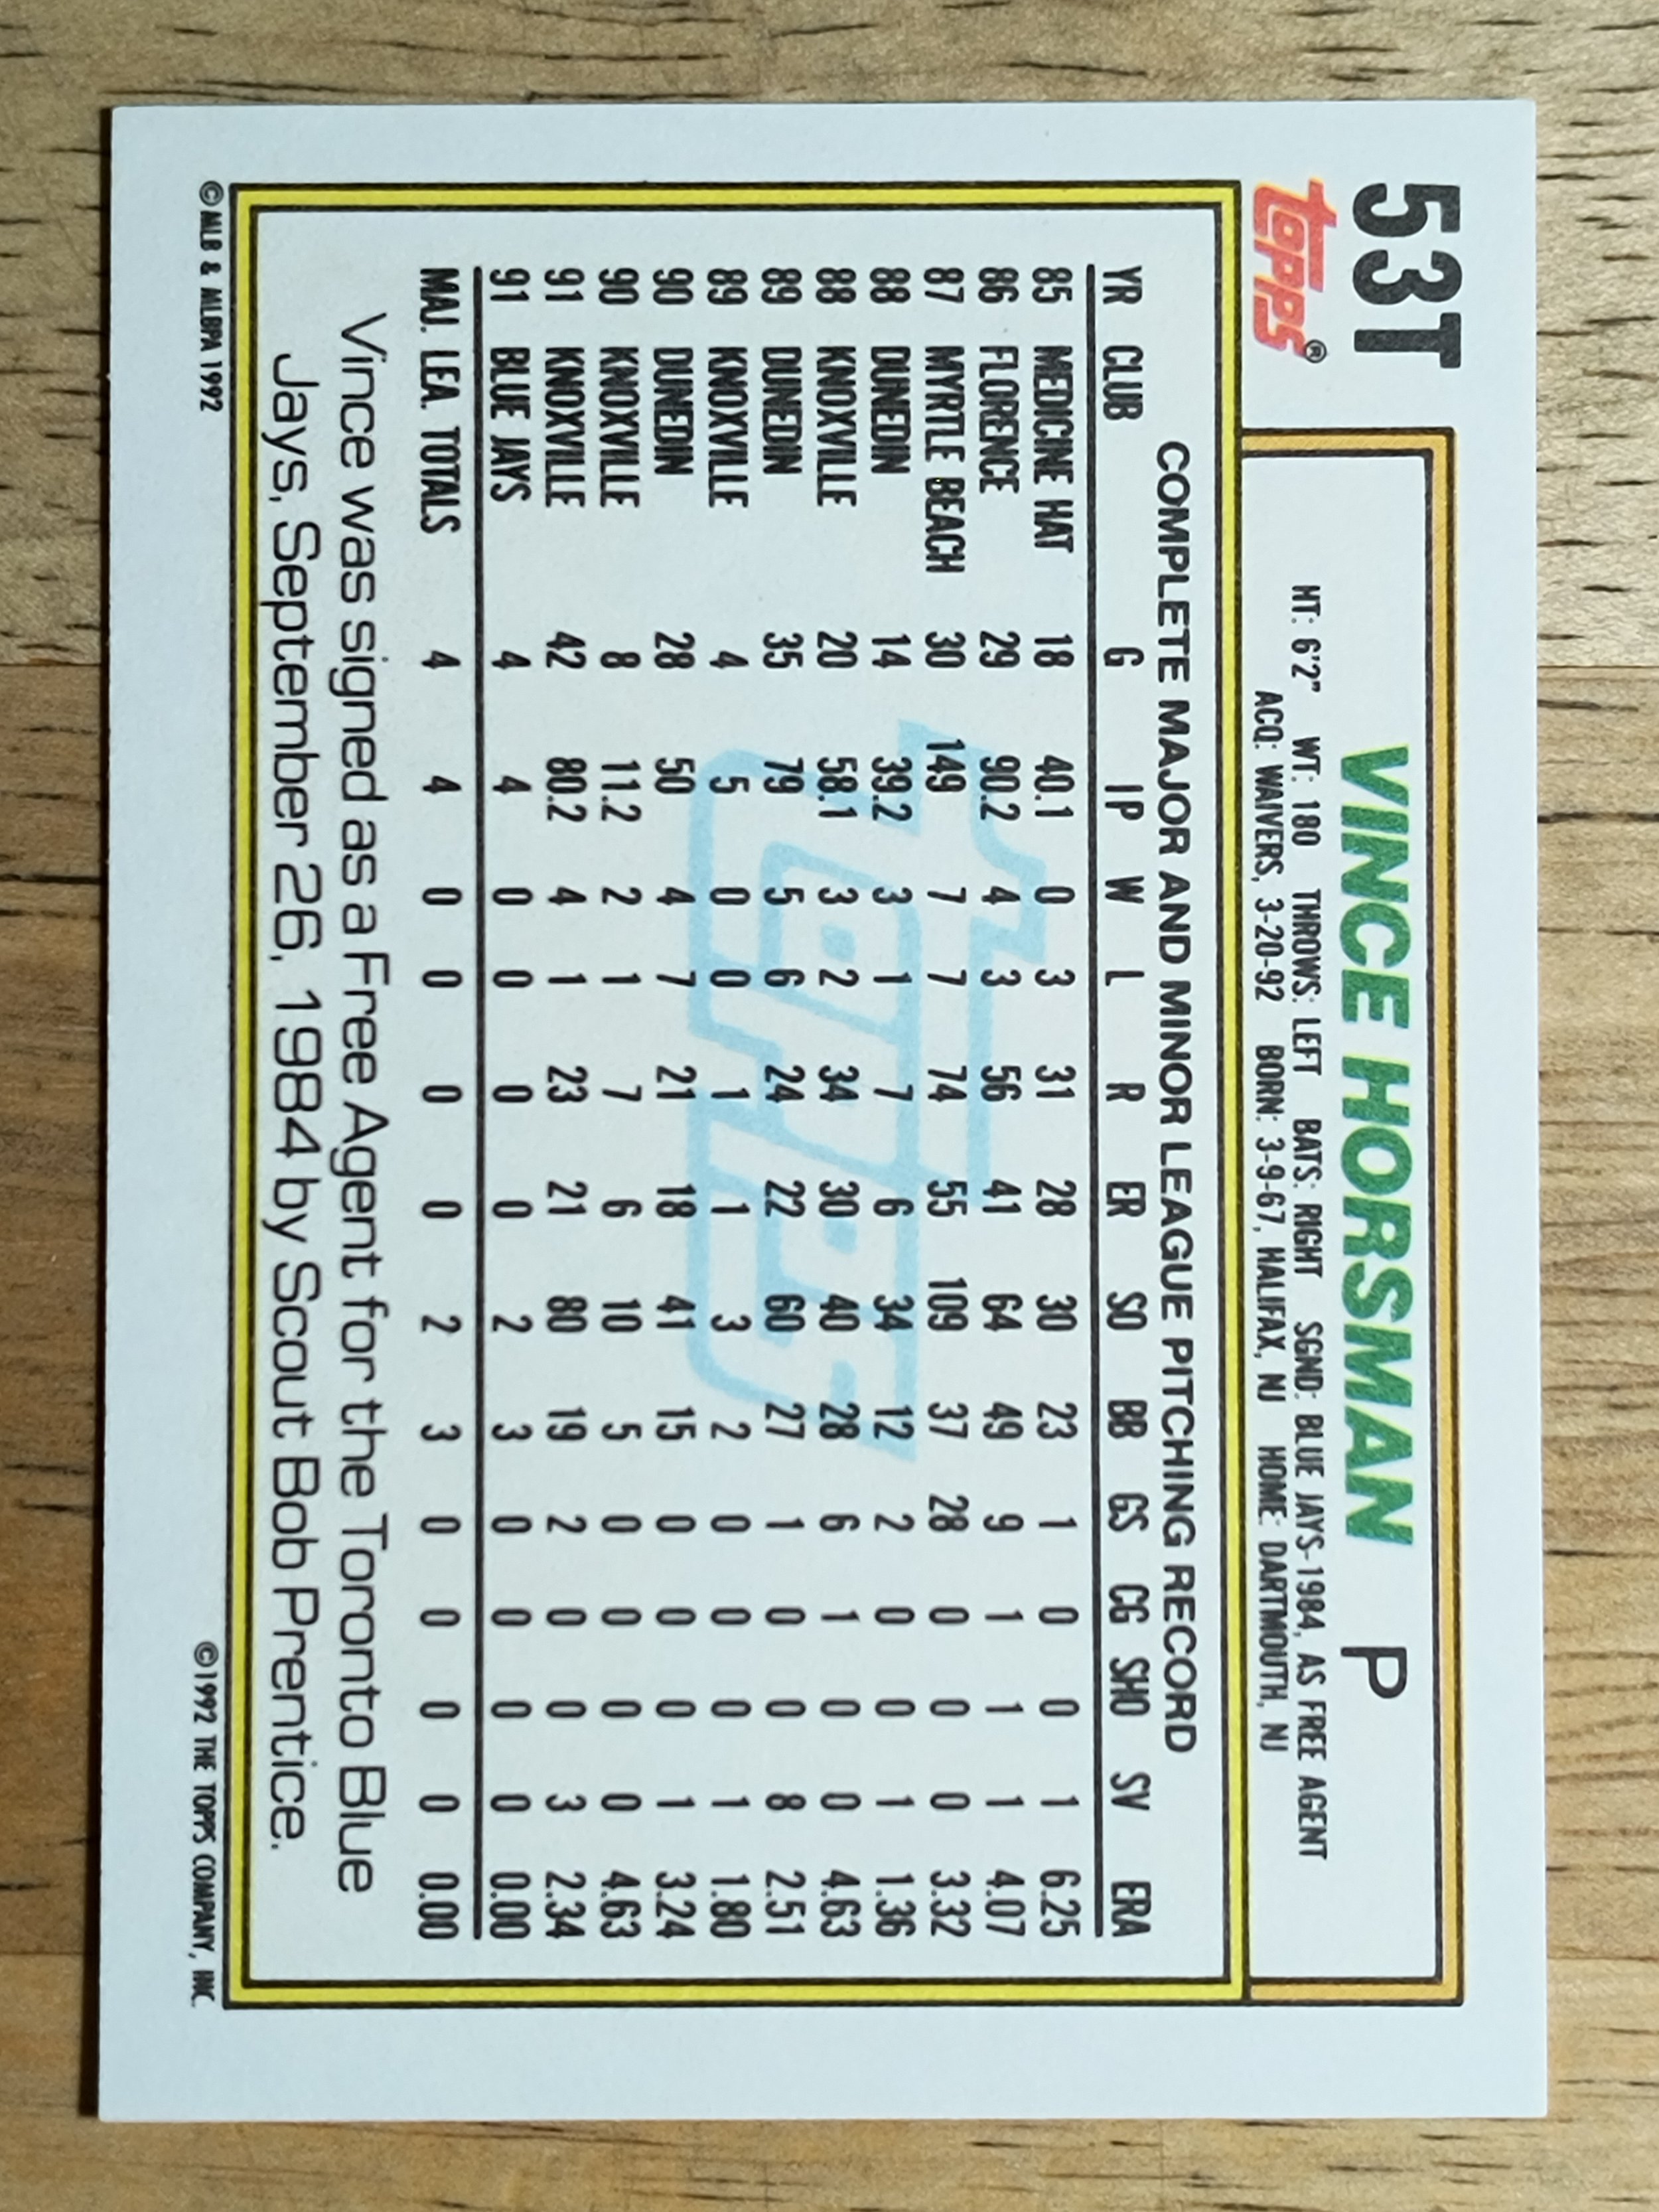 53T
topps®
VINCE HORSMAN P
HT: 6'2" WT: 180 THROWS: LEFT BATS: RIGHT SGND: BLUE JAYS-1984, AS FREE AGENT
ACQ: WAIVERS, 3-20-92 BORN: 3-9-67, HALIFAX, NJ HOME: DARTMOUTH, NJ
COMPLETE MAJOR AND MINOR LEAGUE PITCHING RECORD
YR CLUB G IP W L R ER SO BB GS CG SHO SV ERA
85 MEDICINE HAT 18 40.1 0 3 31 28 30 23 1 0 0 1 6.25
86 FLORENCE 29 90.2 4 3 56 41 64 49 9 1 1 1 4.07
87 MYRTLE BEACH 30 149 7 7 74 55 109 37 28 0 0 0 3.32
88 DUNEDIN 14 39.2 3 1 7 6 34 12 2 0 0 1 1.36
88 KNOXVILLE 20 58.1 3 2 34 30 40 28 6 1 0 0 4.63
89 DUNEDIN 35 79 5 6 24 22 60 27 1 0 0 8 2.51
89 KNOXVILLE 4 5 0 0 1 1 3 2 0 0 0 1 1.80
90 DUNEDIN 28 50 4 7 21 18 41 15 0 0 0 1 3.24
90 KNOXVILLE 8 11.2 2 1 7 6 10 5 0 0 0 0 4.63
91 KNOXVILLE 42 80.2 4 1 23 21 80 19 2 0 0 3 2.34
91 BLUE JAYS 4 4 0 0 0 0 2 3 0 0 0 0 0.00
MAJ. LEA. TOTALS 4 4 0 0 0 0 2 3 0 0 0 0 0.00
topps
Vince was signed as a Free Agent for the Toronto Blue
Jays, September 26, 1984 by Scout Bob Prentice.
© MLB & MLBPA 1992
©1992 THE TOPPS COMPANY, INC.